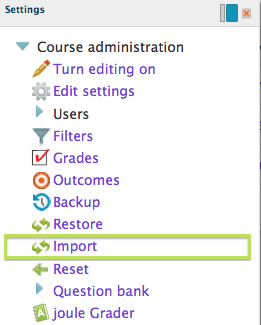 Settings
Course administration
Turn editing on
Edit settings
Users
Filters
Grades
Outcomes
Backup
Restore
Import
Reset
Question bank
joule Grader